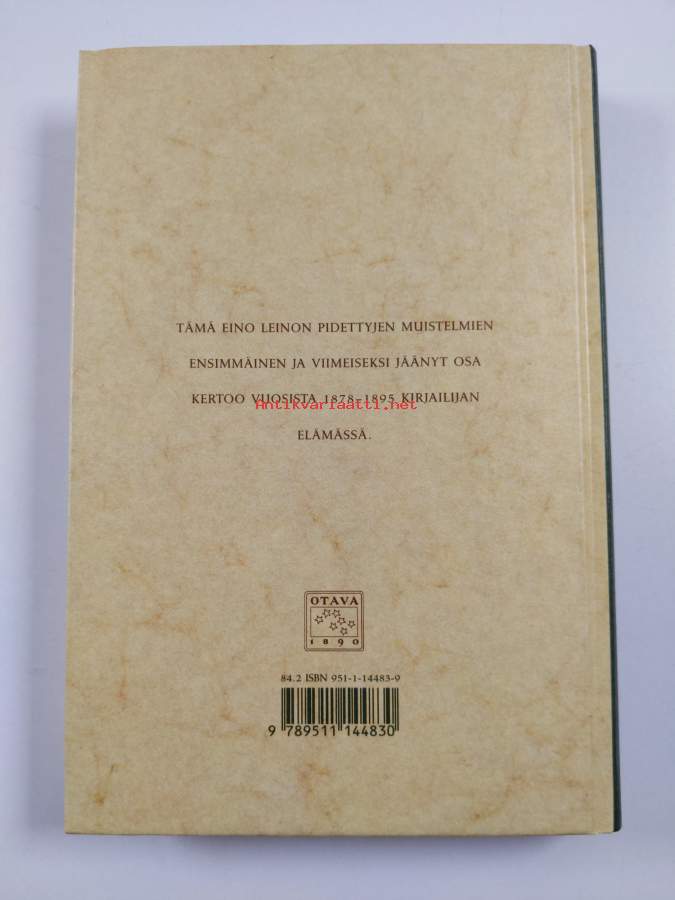 TÄMÄ EINO LEINON PIDETTYJEN MUISTELMIEN
ENSIMMÄINEN JA VIIMEISEKSI JÄÄNYT OSA
KERTOO VUOSISTA 1878–1895 KIRJAILIJAN
Antikvariaatti.net
ELÄMÄSSÄ.
OTAVA
1890
84.2 ISBN 951-1-14483-9
9 789511 144830